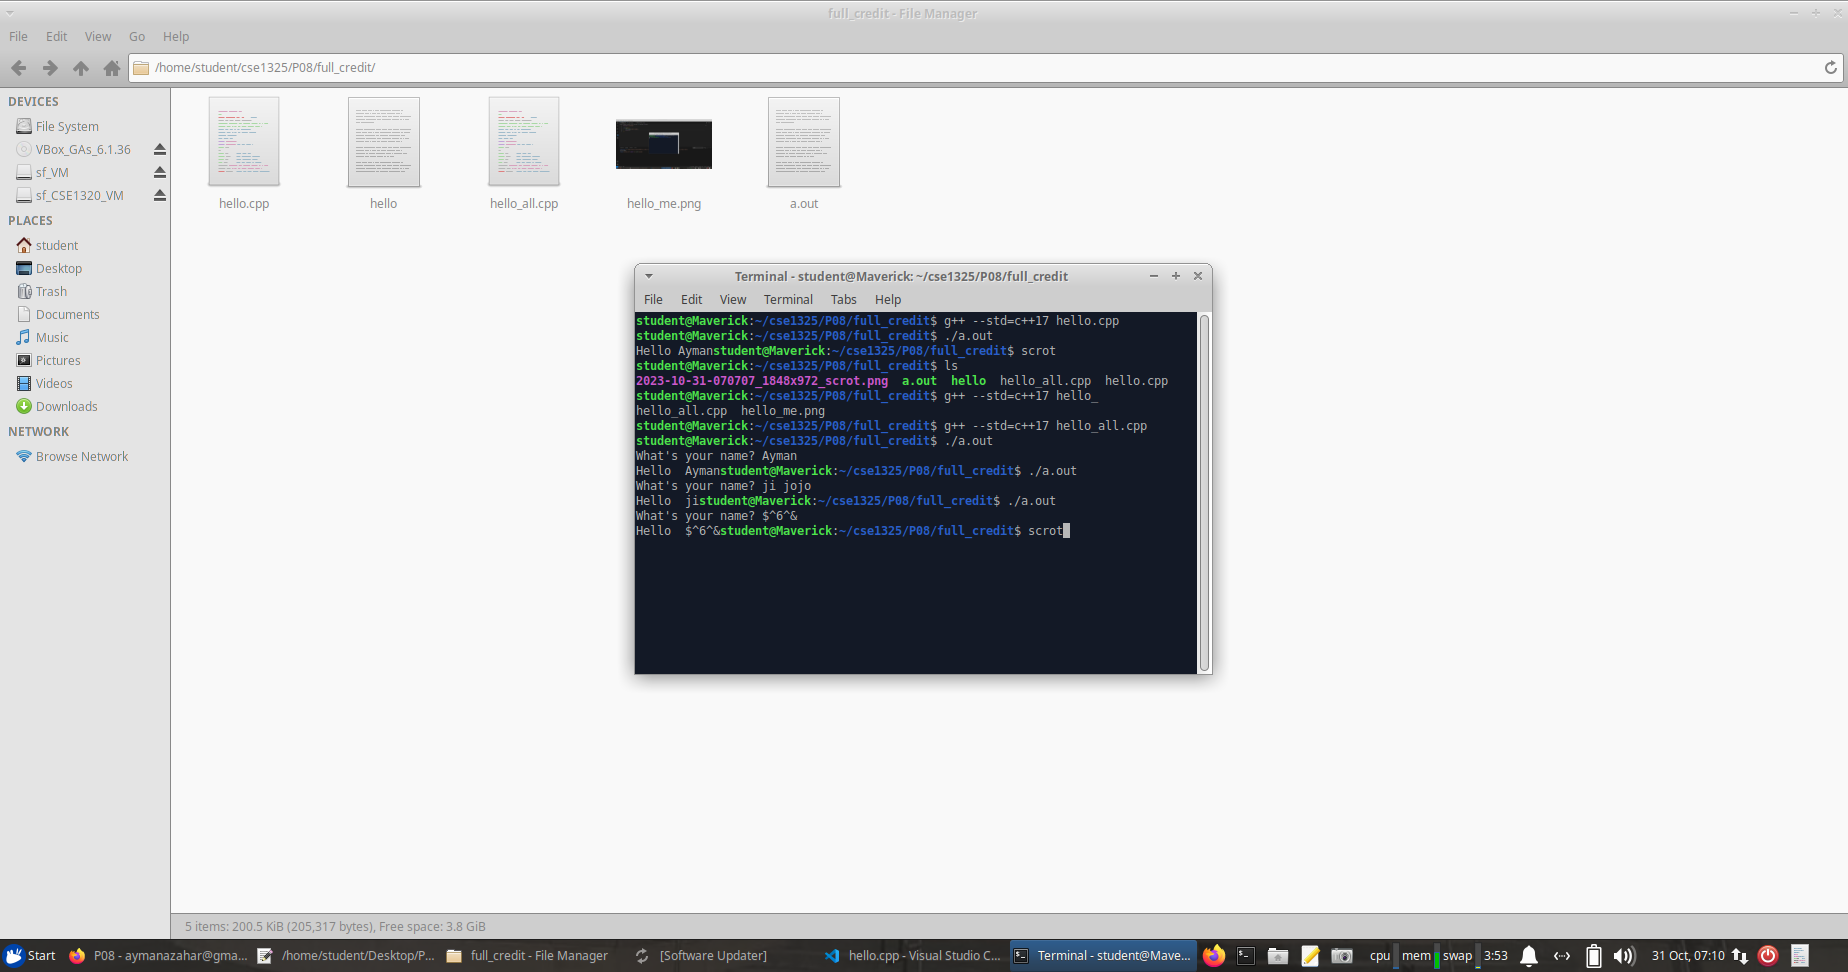 full_credit - File Manager
File Edit View Go Help
/home/student/cse1325/P08/full_credit/
DEVICES
File System
VBox_GAs_6.1.36
sf_VM
sf_CSE1320_VM
PLACES
student
Desktop
Trash
Documents
Music
Pictures
Videos
Downloads
NETWORK
Browse Network
hello.cpp
hello
hello_all.cpp
hello_me.png
a.out
Terminal - student@Maverick: ~/cse1325/P08/full_credit
File Edit View Terminal Tabs Help
student@Maverick:~/cse1325/P08/full_credit$ g++ --std=c++17 hello.cpp
student@Maverick:~/cse1325/P08/full_credit$ ./a.out
Hello Aymanstudent@Maverick:~/cse1325/P08/full_credit$ scrot
student@Maverick:~/cse1325/P08/full_credit$ ls
2023-10-31-070707_1848x972_scrot.png  a.out  hello  hello_all.cpp  hello.cpp
student@Maverick:~/cse1325/P08/full_credit$ g++ --std=c++17 hello_
hello_all.cpp  hello_me.png
student@Maverick:~/cse1325/P08/full_credit$ g++ --std=c++17 hello_all.cpp
student@Maverick:~/cse1325/P08/full_credit$ ./a.out
What's your name? Ayman
Hello  Aymanstudent@Maverick:~/cse1325/P08/full_credit$ ./a.out
What's your name? ji jojo
Hello  jistudent@Maverick:~/cse1325/P08/full_credit$ ./a.out
What's your name? $^6^&
Hello  $^6^&student@Maverick:~/cse1325/P08/full_credit$ scrot
5 items: 200.5 KiB (205,317 bytes), Free space: 3.8 GiB
Start
P08 - aymanazahar@gma...
/home/student/Desktop/P...
full_credit - File Manager
[Software Updater]
hello.cpp - Visual Studio C...
Terminal - student@Mave...
cpu mem swap 3:53
31 Oct, 07:10